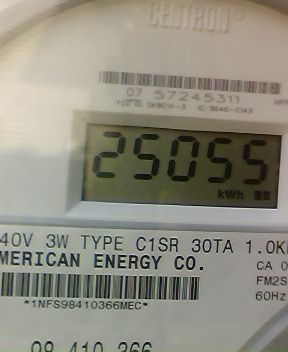 CENTRON
07 57245311
25055
kWh
40V 3W TYPE C1SR 30TA 1.0K
MERICAN ENERGY CO.
CA 0
FM2S
60Hz
*1NFS98410366MEC*
98 410 366